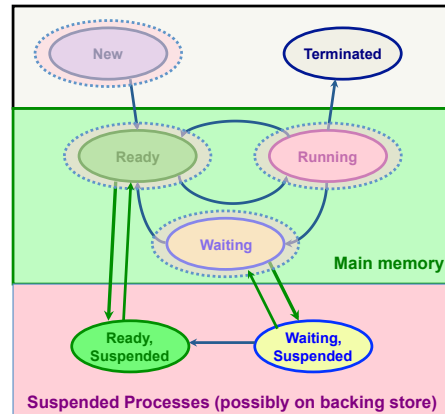 New
Terminated
Ready
Running
Waiting
Main memory
Ready,
Suspended
Waiting,
Suspended
Suspended Processes (possibly on backing store)